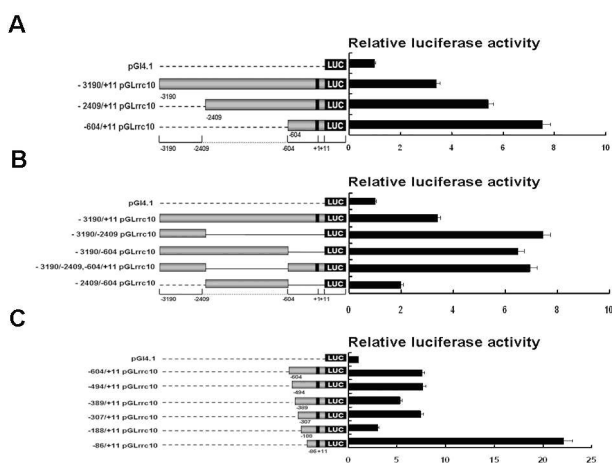 A
Relative luciferase activity
pGl4.1 LUC
- 3190/+11 pGLrrc10 LUC
-3190
- 2409/+11 pGLrrc10 LUC
-2409
-604/+11 pGLrrc10 LUC
-604
-3190 -2409 -604 +1 +11 0 2 4 6 8 10
B
Relative luciferase activity
pGl4.1 LUC
- 3190/+11 pGLrrc10 LUC
- 3190/-2409 pGLrrc10 LUC
- 3190/-604 pGLrrc10 LUC
- 3190/-2409,-604/+11 pGLrrc10 LUC
- 2409/-604 pGLrrc10 LUC
-3190 -2409 -604 +1 +11 0 2 4 6 8 10
C
Relative luciferase activity
pGl4.1 LUC
-604/+11 pGLrrc10 LUC
-604
-494/+11 pGLrrc10 LUC
-494
-389/+11 pGLrrc10 LUC
-389
-307/+11 pGLrrc10 LUC
-307
-188/+11 pGLrrc10 LUC
-188
-86/+11 pGLrrc10 LUC
-86 +11
0 5 10 15 20 25